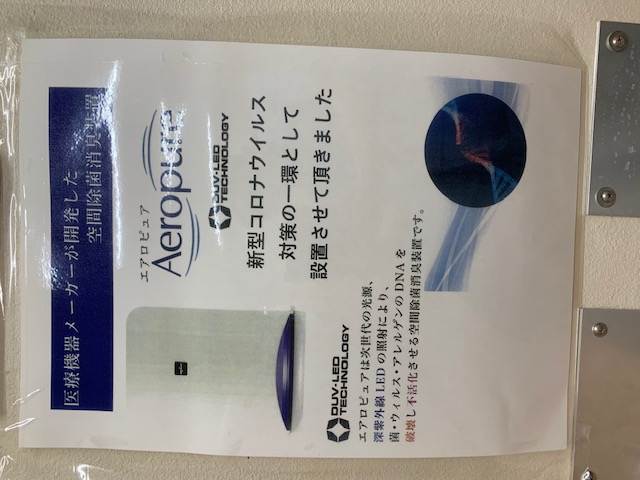 医療機器メーカーが開発した
空間除菌消臭装置
エアロピュア
Aeropure
DUV-LED
TECHNOLOGY
新型コロナウイルス
対策の一環として
設置させて頂きました
DUV-LED
TECHNOLOGY
エアロピュアは次世代の光源、
深紫外線LEDの照射により、
菌・ウィルス・アレルゲンのDNAを
破壊し不活化させる空間除菌消臭装置です。